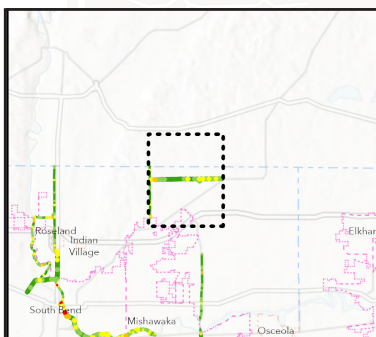 Roseland
Indian
Village
Elkhar
South Bend
Mishawaka
Osceola